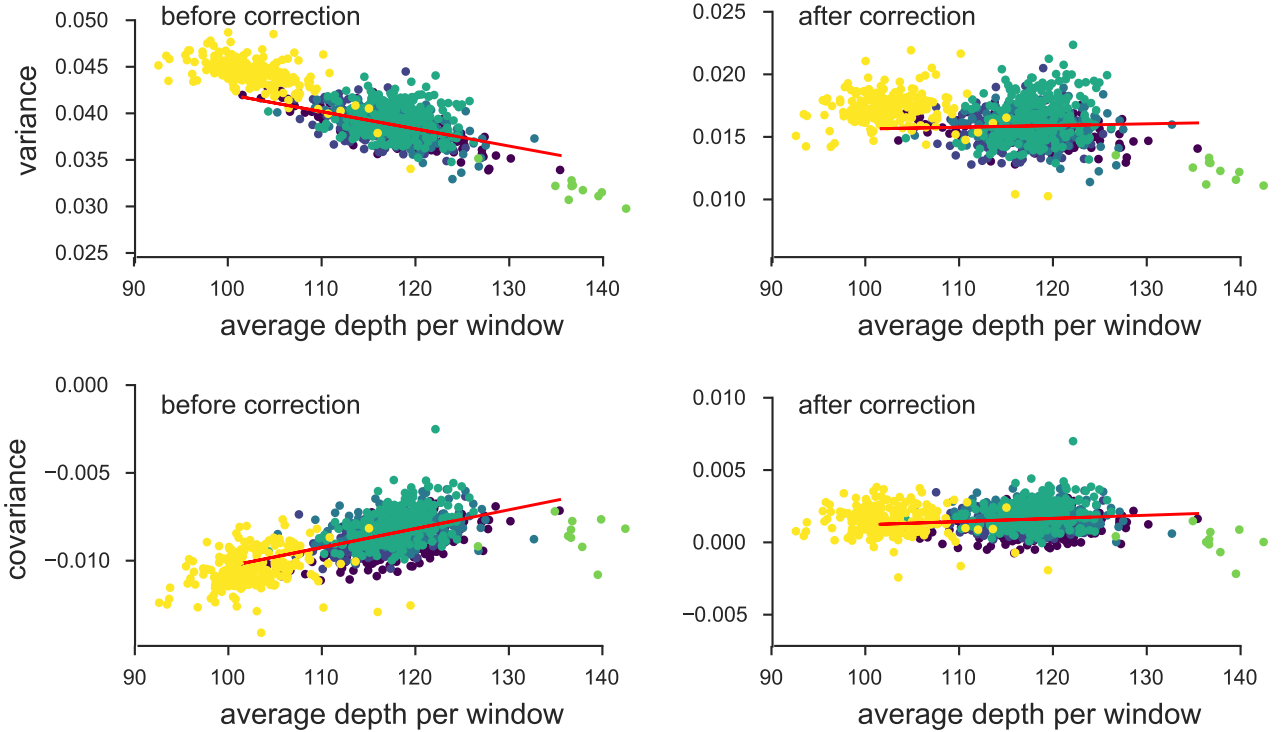 before correction
0.050
0.045
0.040
0.035
0.030
0.025
variance
90 100 110 120 130 140
average depth per window
after correction
0.025
0.020
0.015
0.010
90 100 110 120 130 140
average depth per window
before correction
0.000
−0.005
−0.010
covariance
90 100 110 120 130 140
average depth per window
after correction
0.010
0.005
0.000
−0.005
90 100 110 120 130 140
average depth per window